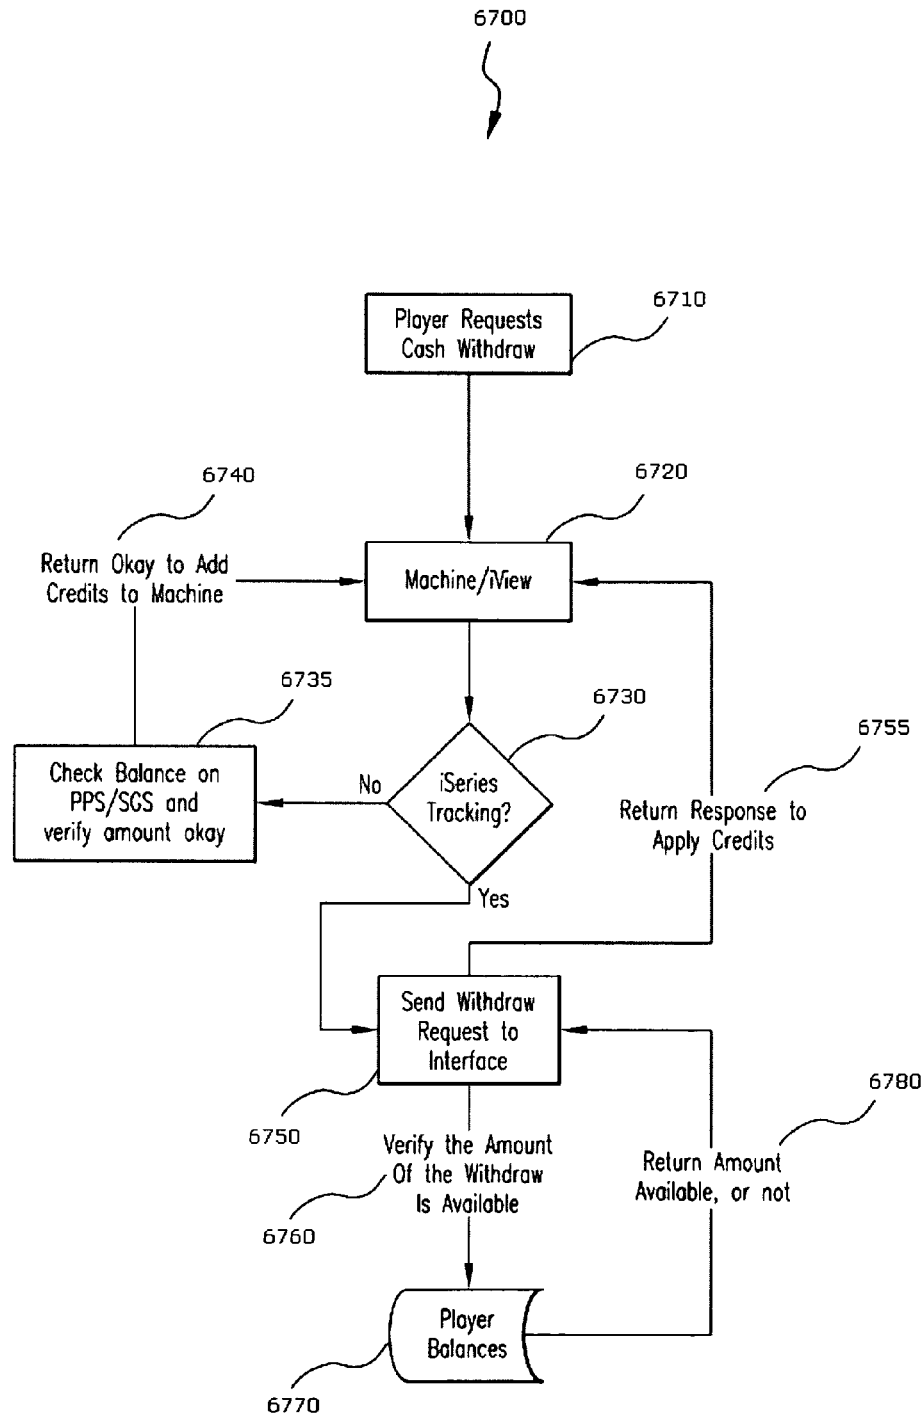 6700
6710
Player Requests
Cash Withdraw
6740
6720
Return Okay to Add
Credits to Machine
Machine/iView
6735
6730
6755
Check Balance on
PPS/SGS and
verify amount okay
No
iSeries
Tracking?
Return Response to
Apply Credits
Yes
Send Withdraw
Request to
Interface
6750
6780
Verify the Amount
Of the Withdraw
Is Available
6760
Return Amount
Available, or not
Player
Balances
6770